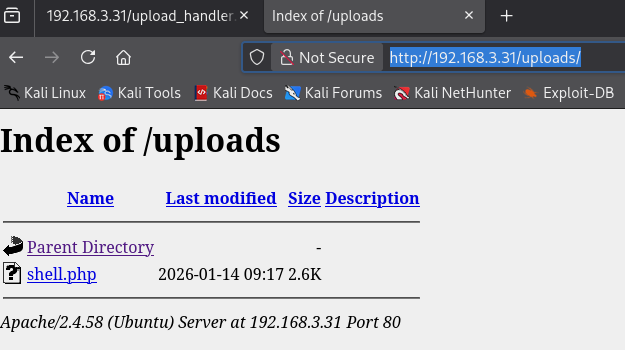 192.168.3.31/upload_handler.
Index of /uploads
Not Secure http://192.168.3.31/uploads/
Kali Linux Kali Tools Kali Docs Kali Forums Kali NetHunter Exploit-DB
Index of /uploads
Name Last modified Size Description
Parent Directory -
shell.php 2026-01-14 09:17 2.6K
Apache/2.4.58 (Ubuntu) Server at 192.168.3.31 Port 80